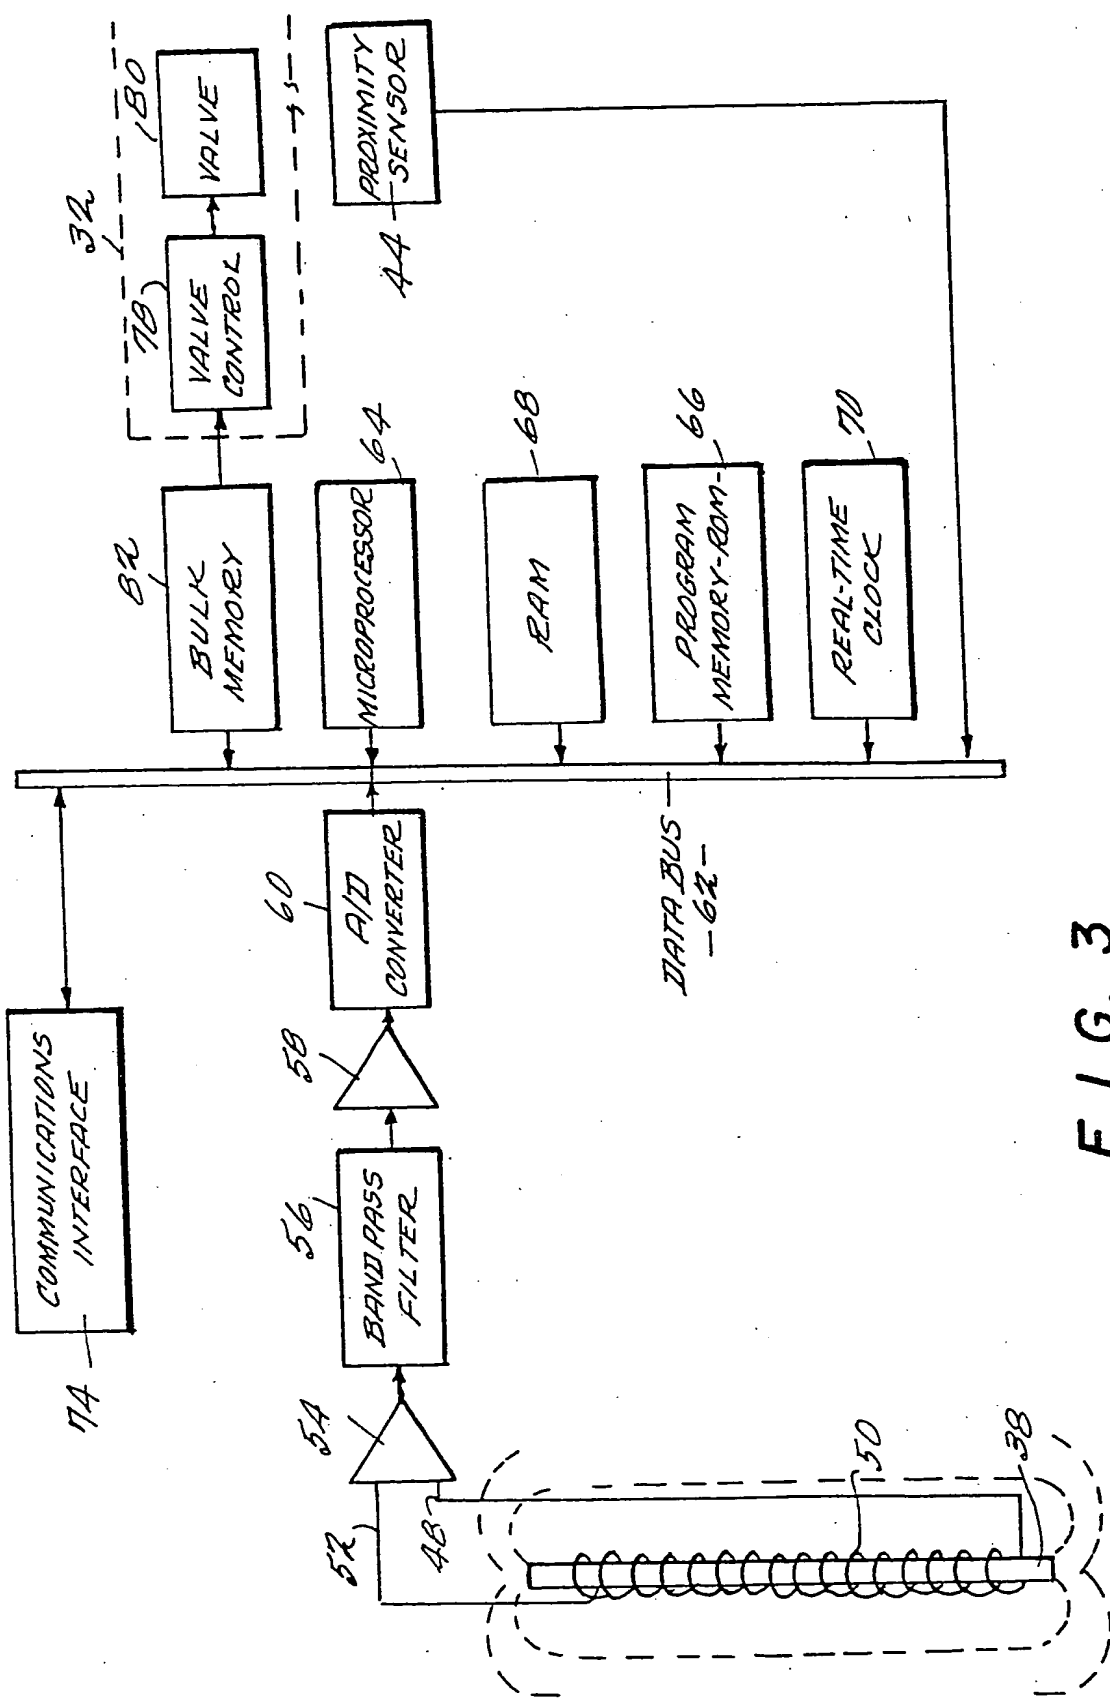 COMMUNICATIONS
INTERFACE
74
32
78
80
VALVE
CONTROL
VALVE
82
BULK
MEMORY
52
54
56
58
60
48
BANDPASS
FILTER
A/D
CONVERTER
MICROPROCESSOR
64
44
PROXIMITY
SENSOR
RAM
68
DATA BUS
-62-
PROGRAM
MEMORY-ROM-
66
REAL-TIME
CLOCK
70
50
38
FIG. 3